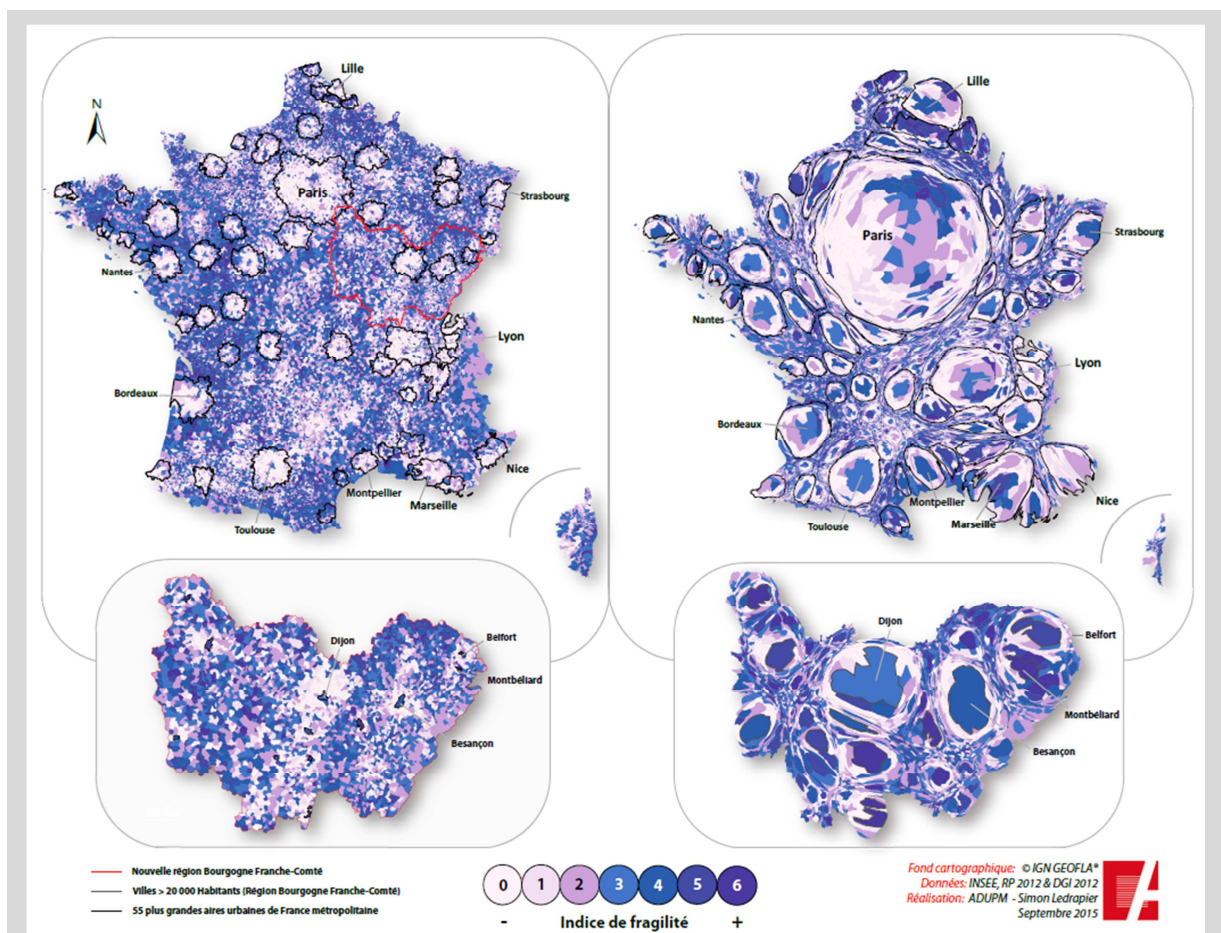 N
Lille
Paris
Strasbourg
Nantes
Lyon
Bordeaux
Nice
Montpellier
Marseille
Toulouse
Lille
Paris
Strasbourg
Nantes
Lyon
Bordeaux
Montpellier
Nice
Toulouse
Marseille
Dijon
Belfort
Montbéliard
Besançon
Dijon
Belfort
Montbéliard
Besançon
Nouvelle région Bourgogne Franche-Comté
Villes > 20 000 Habitants (Région Bourgogne Franche-Comté)
55 plus grandes aires urbaines de France métropolitaine
0 1 2 3 4 5 6
- Indice de fragilité +
Fond cartographique: © IGN GEOFLA®
Données: INSEE, RP 2012 & DGI 2012
Réalisation: ADUPM - Simon Ledrapier
Septembre 2015